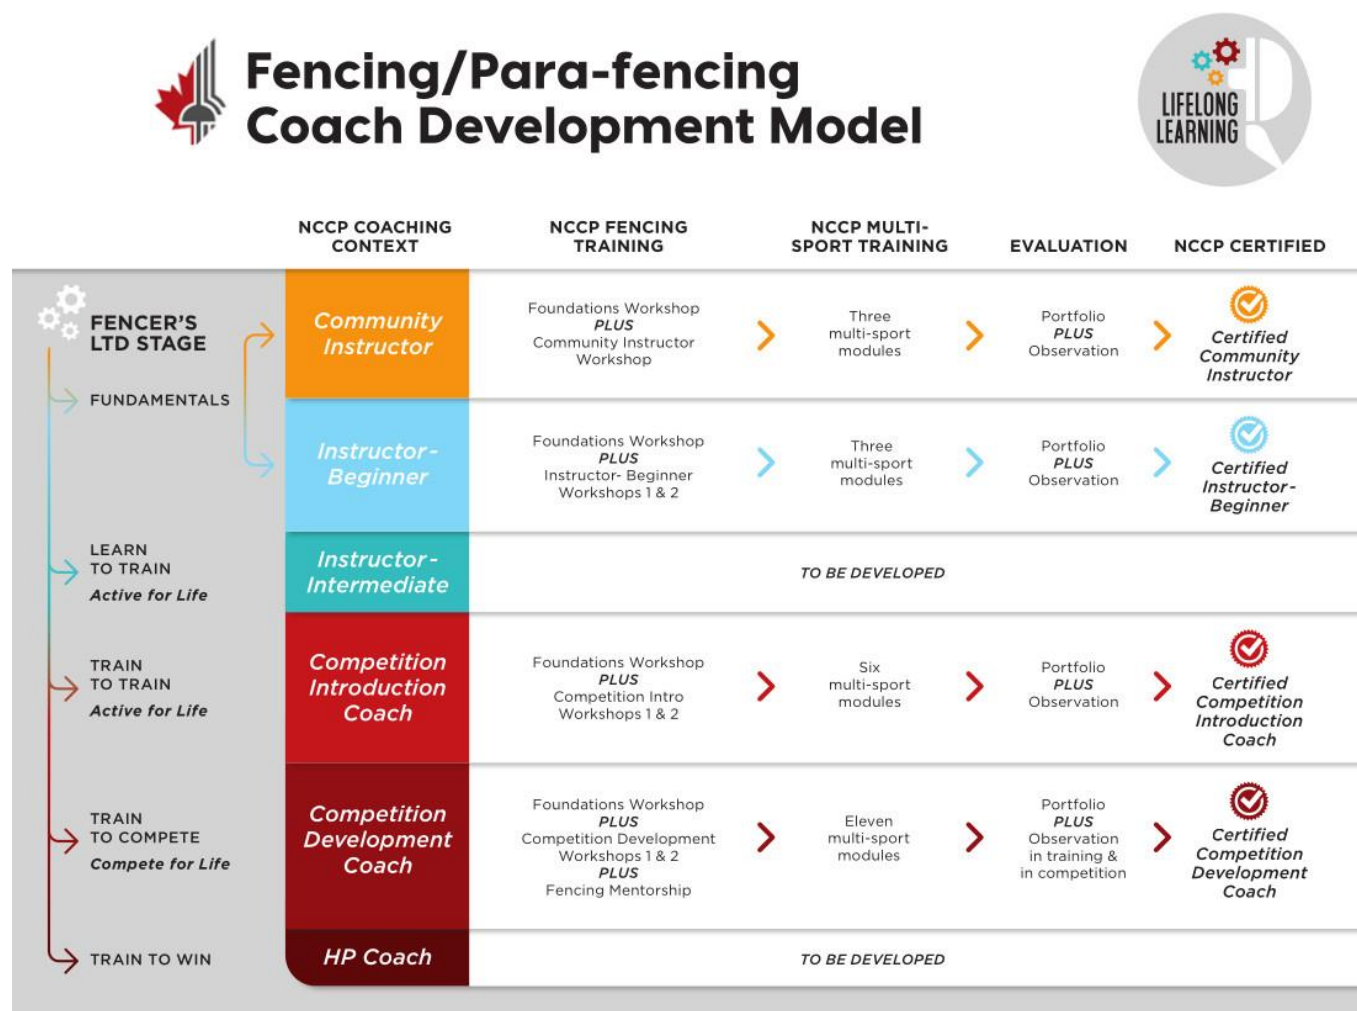 Fencing/Para-fencing
Coach Development Model
LIFELONG
LEARNING
NCCP COACHING
CONTEXT
NCCP FENCING
TRAINING
NCCP MULTI-
SPORT TRAINING
EVALUATION
NCCP CERTIFIED
FENCER'S
LTD STAGE
FUNDAMENTALS
Community
Instructor
Foundations Workshop
PLUS
Community Instructor
Workshop
Three
multi-sport
modules
Portfolio
PLUS
Observation
Certified
Community
Instructor
Instructor-
Beginner
Foundations Workshop
PLUS
Instructor- Beginner
Workshops 1 & 2
Three
multi-sport
modules
Portfolio
PLUS
Observation
Certified
Instructor-
Beginner
LEARN
TO TRAIN
Active for Life
Instructor-
Intermediate
TO BE DEVELOPED
TRAIN
TO TRAIN
Active for Life
Competition
Introduction
Coach
Foundations Workshop
PLUS
Competition Intro
Workshops 1 & 2
Six
multi-sport
modules
Portfolio
PLUS
Observation
Certified
Competition
Introduction
Coach
TRAIN
TO COMPETE
Compete for Life
Competition
Development
Coach
Foundations Workshop
PLUS
Competition Development
Workshops 1 & 2
PLUS
Fencing Mentorship
Eleven
multi-sport
modules
Portfolio
PLUS
Observation
in training &
in competition
Certified
Competition
Development
Coach
TRAIN TO WIN
HP Coach
TO BE DEVELOPED